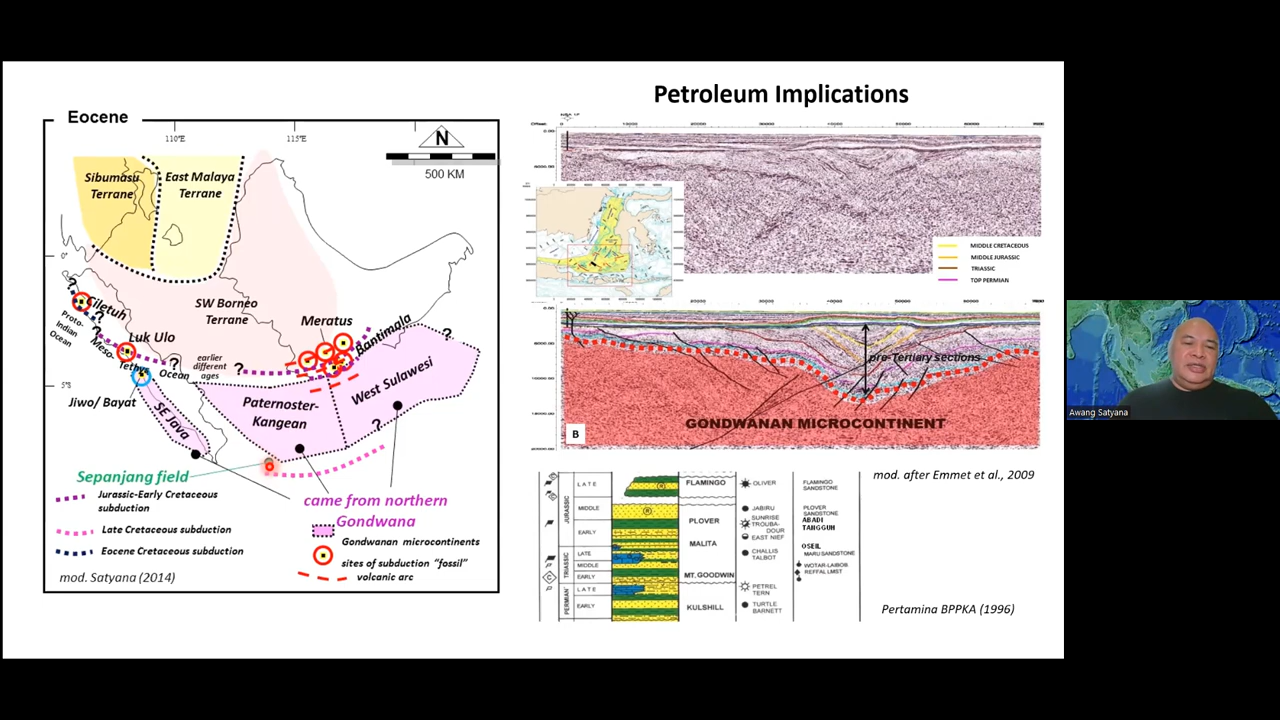 Petroleum Implications
Eocene
110°E
115°E
N
500 KM
Sibumasu
Terrane
East Malaya
Terrane
0°
SW Borneo
Terrane
Ciletuh
Proto-
Indian
Ocean
Meso-
Tethys
Ocean
Luk Ulo
earlier
different
ages
Meratus
Bantimala
5°S
Jiwo/ Bayat
SE Java
Paternoster-
Kangean
West Sulawesi
Sepanjang field
came from northern
Gondwana
Jurassic-Early Cretaceous
subduction
Late Cretaceous subduction
Eocene Cretaceous subduction
Gondwanan microcontinents
sites of subduction "fossil"
volcanic arc
mod. Satyana (2014)
MIDDLE CRETACEOUS
MIDDLE JURASSIC
TRIASSIC
TOP PERMIAN
pre-Tertiary sections
GONDWANAN MICROCONTINENT
B
mod. after Emmet et al., 2009
JURASSIC
LATE
MIDDLE
EARLY
TRIASSIC
LATE
MIDDLE
EARLY
PERMIAN
LATE
EARLY
FLAMINGO
PLOVER
MALITA
MT. GOODWIN
KULSHILL
OLIVER
JABIRU
SUNRISE
TROUBA-
DOUR
EAST NIEF
CHALLIS
TALBOT
PETREL
TERN
TURTLE
BARNETT
FLAMINGO
SANDSTONE
PLOVER
SANDSTONE
ABADI
TANGGUH
OSEIL
MARU SANDSTONE
Pertamina BPPKA (1996)
Awang Satyana